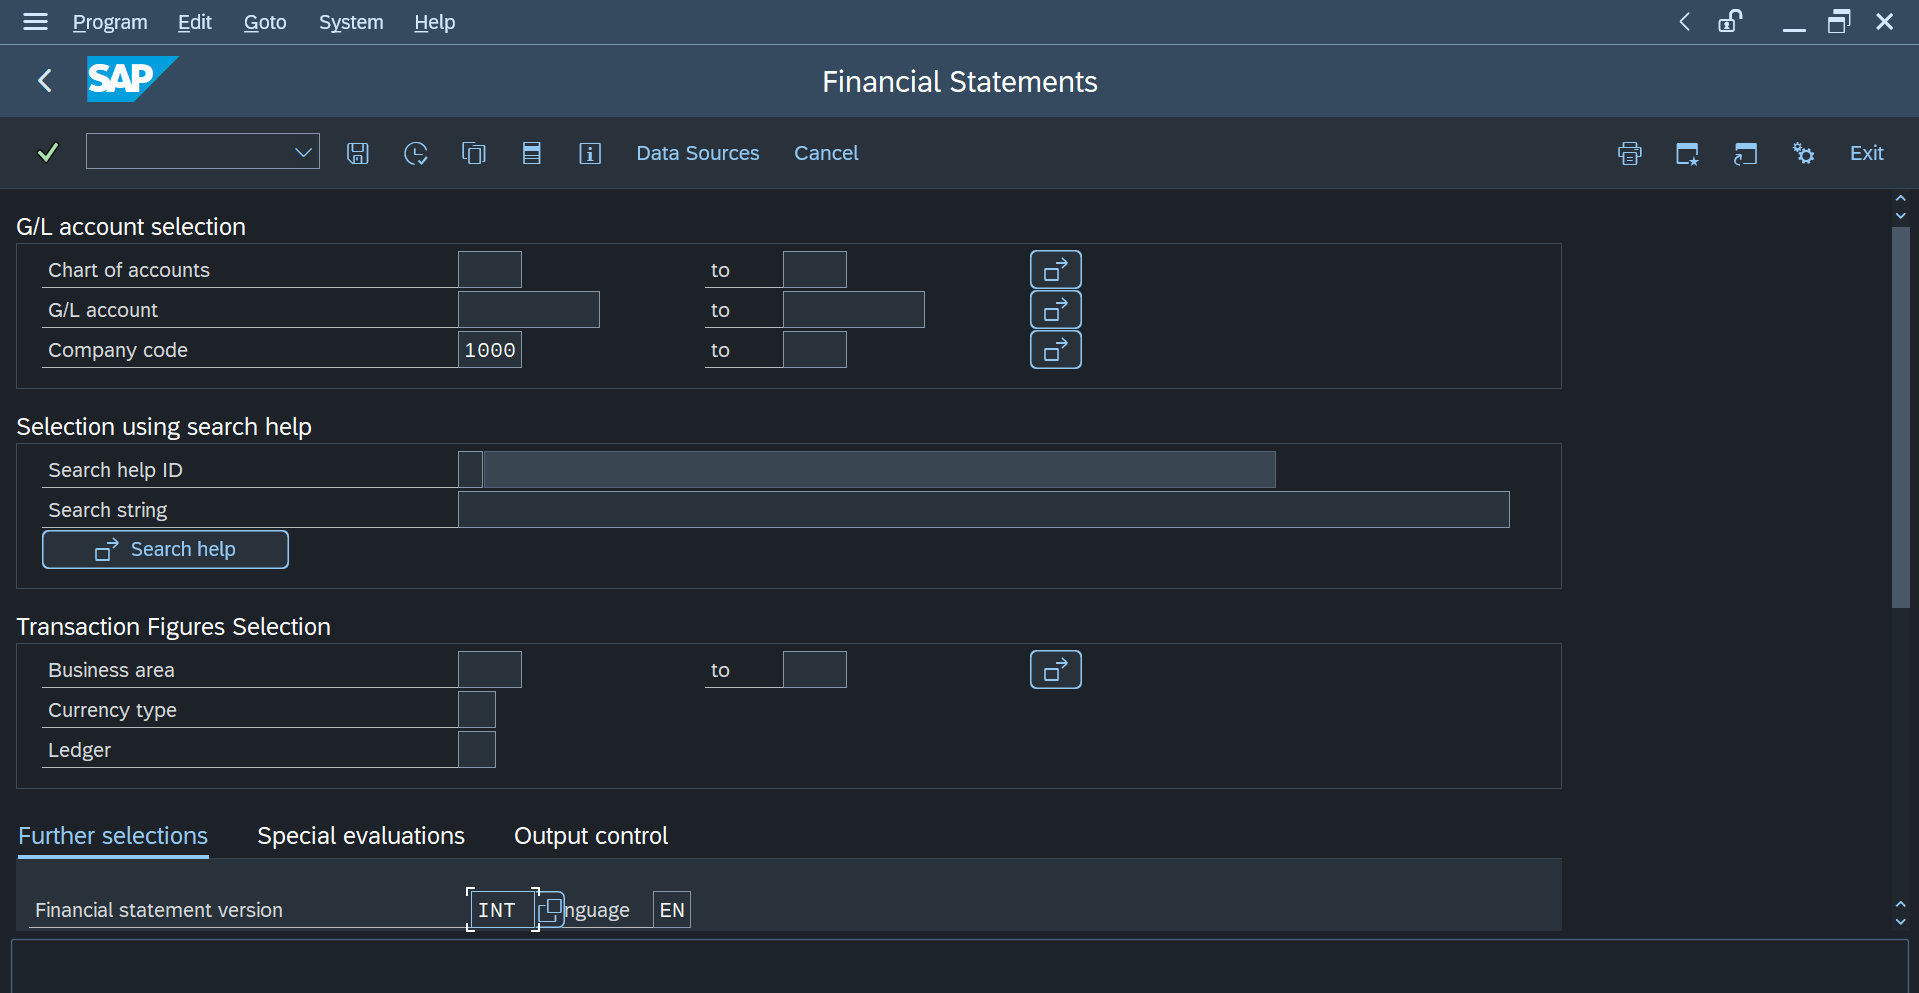 Program Edit Goto System Help
SAP Financial Statements
Data Sources Cancel Exit
G/L account selection
Chart of accounts to
G/L account to
Company code 1000 to
Selection using search help
Search help ID
Search string
Search help
Transaction Figures Selection
Business area to
Currency type
Ledger
Further selections Special evaluations Output control
Financial statement version INT nguage EN